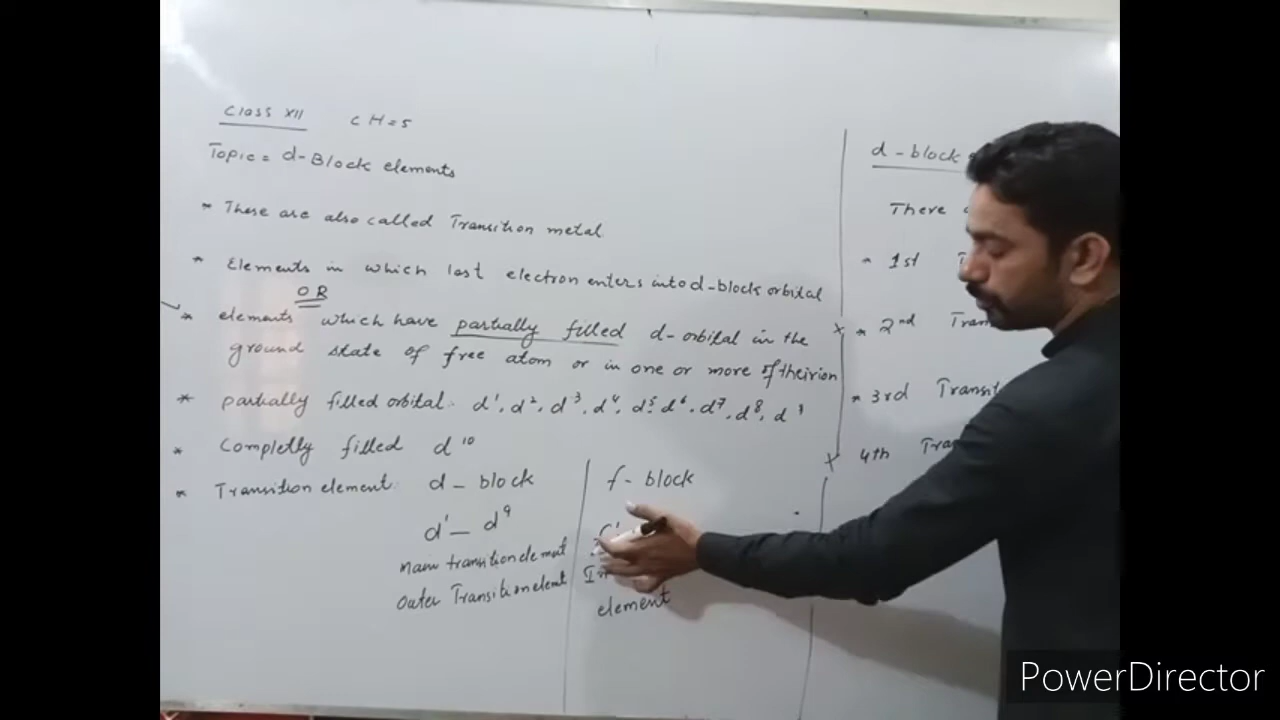 Class XII CH=5
Topic= d-Block elements
* These are also called Transition metal
* Elements in which last electron enters into d-block orbital
OR
* elements which have partially filled d-orbital in the
ground state of free atom or in one or more of their ion
* partially filled orbital: d¹, d², d³, d⁴, d⁵ d⁶, d⁷, d⁸, d⁹
* Completly filled d¹⁰
* Transition element: d - block
d¹ - d⁹
main transition element
outer Transition element
f - block
element
d - block
There
* 1st
* 2nd
* 3rd
4th
PowerDirector